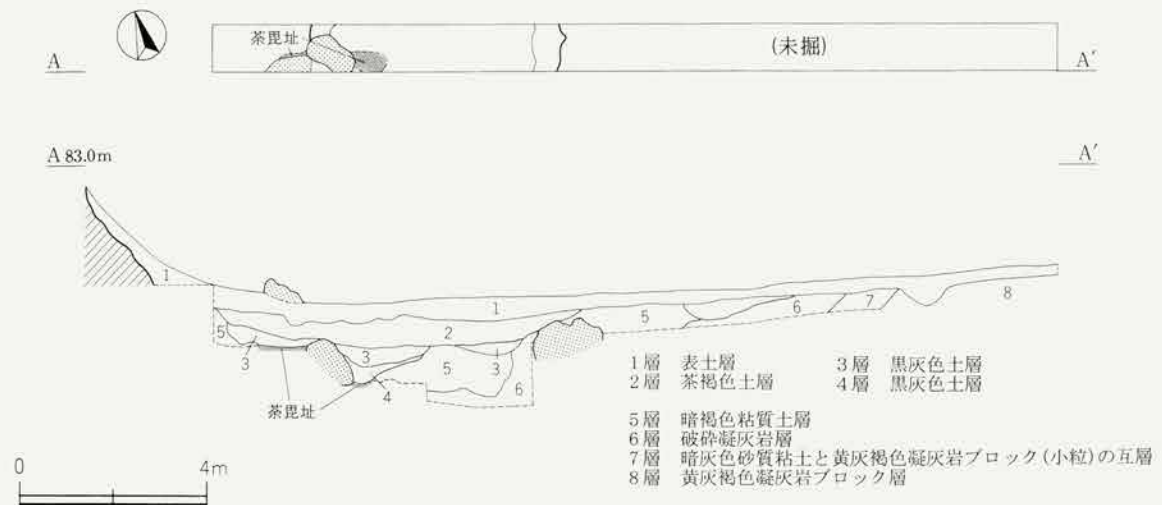 荼毘址
(未掘)
A A′
A 83.0m A′
1
1
2
3
3
3
4
5
5
5
6
6
7
8
荼毘址
1層 表土層 3層 黒灰色土層
2層 茶褐色土層 4層 黒灰色土層
5層 暗褐色粘質土層
6層 破砕凝灰岩層
7層 暗灰色砂質粘土と黄灰褐色凝灰岩ブロック(小粒)の互層
8層 黄灰褐色凝灰岩ブロック層
0 4m